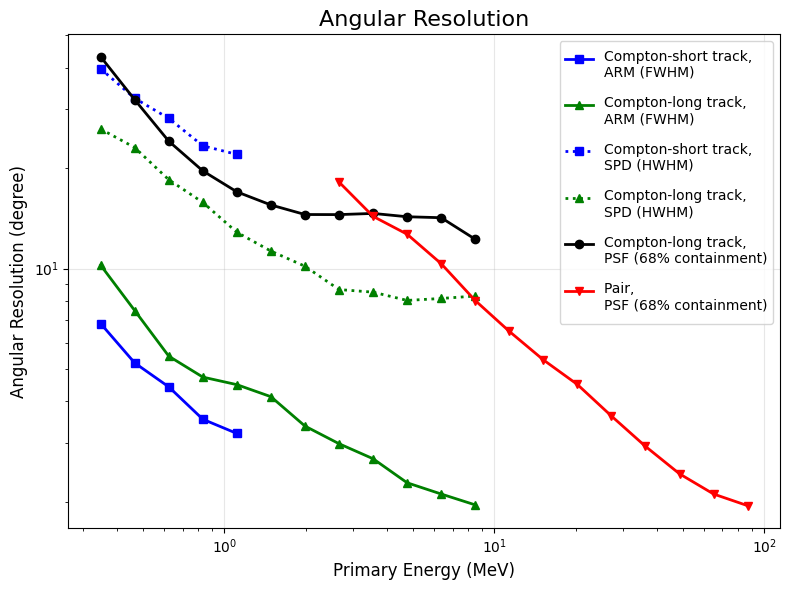 Angular Resolution
Angular Resolution (degree)
10¹
Compton-short track,
ARM (FWHM)
Compton-long track,
ARM (FWHM)
Compton-short track,
SPD (HWHM)
Compton-long track,
SPD (HWHM)
Compton-long track,
PSF (68% containment)
Pair,
PSF (68% containment)
10⁰ 10¹ 10²
Primary Energy (MeV)